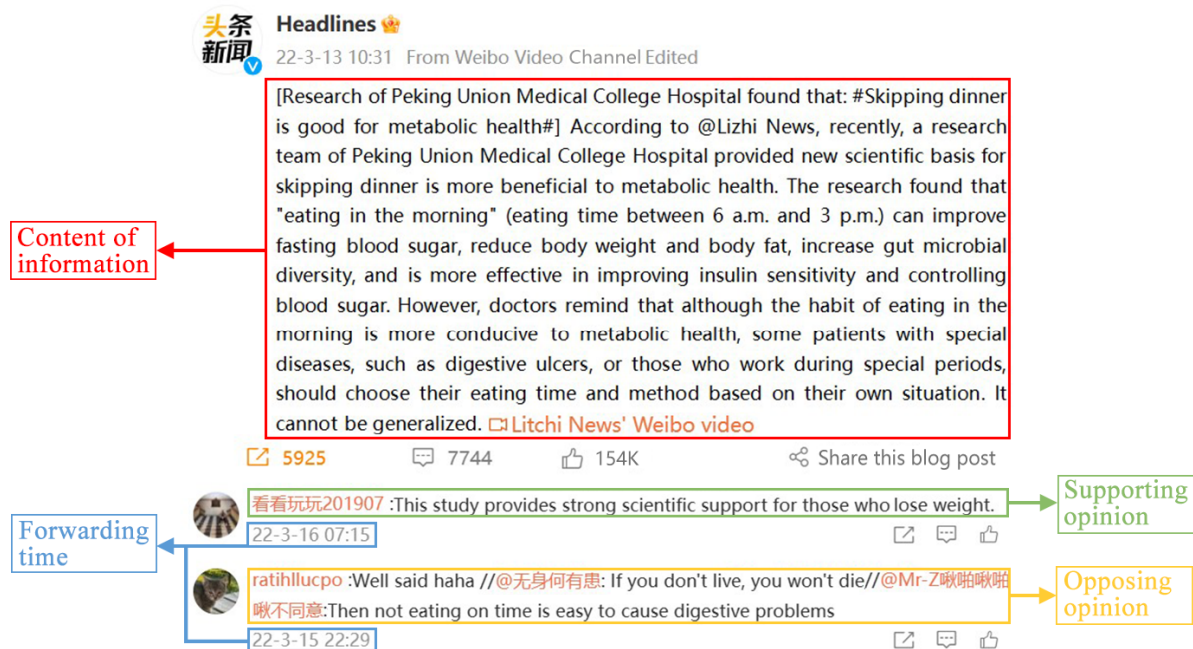 头条
新闻
Headlines
22-3-13 10:31 From Weibo Video Channel Edited
[Research of Peking Union Medical College Hospital found that: #Skipping dinner
is good for metabolic health#] According to @Lizhi News, recently, a research
team of Peking Union Medical College Hospital provided new scientific basis for
skipping dinner is more beneficial to metabolic health. The research found that
"eating in the morning" (eating time between 6 a.m. and 3 p.m.) can improve
fasting blood sugar, reduce body weight and body fat, increase gut microbial
diversity, and is more effective in improving insulin sensitivity and controlling
blood sugar. However, doctors remind that although the habit of eating in the
morning is more conducive to metabolic health, some patients with special
diseases, such as digestive ulcers, or those who work during special periods,
should choose their eating time and method based on their own situation. It
cannot be generalized. Litchi News' Weibo video
Content of
information
5925 7744 154K Share this blog post
看看玩玩201907 :This study provides strong scientific support for those who lose weight.
22-3-16 07:15
Supporting
opinion
Forwarding
time
ratihllucpo :Well said haha //@无身何有患: If you don't live, you won't die//@Mr-Z啾啪啾啪
啾不同意:Then not eating on time is easy to cause digestive problems
22-3-15 22:29
Opposing
opinion